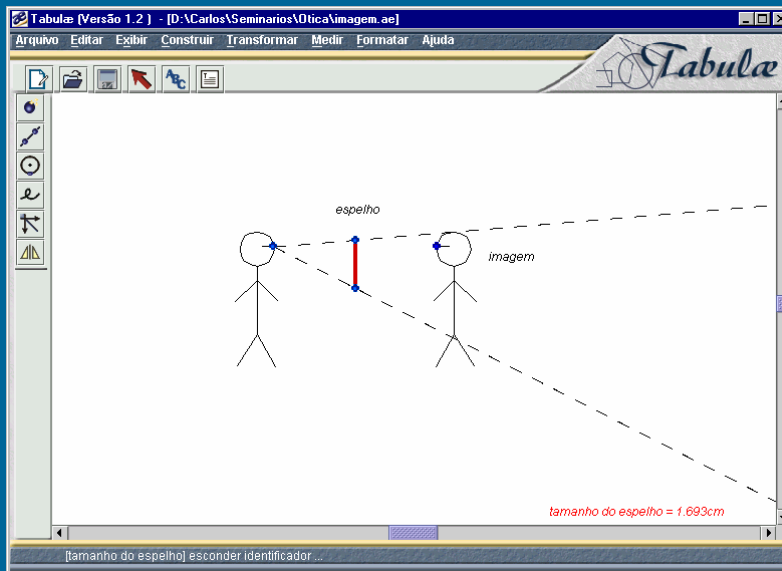 Tabulæ (Versão 1.2 ) - [D:\Carlos\Seminarios\Otica\imagem.ae]
Arquivo Editar Exibir Construir Transformar Medir Formatar Ajuda
Tabulæ
ABC
espelho
imagem
tamanho do espelho = 1.693cm
[tamanho do espelho] esconder identificador ...